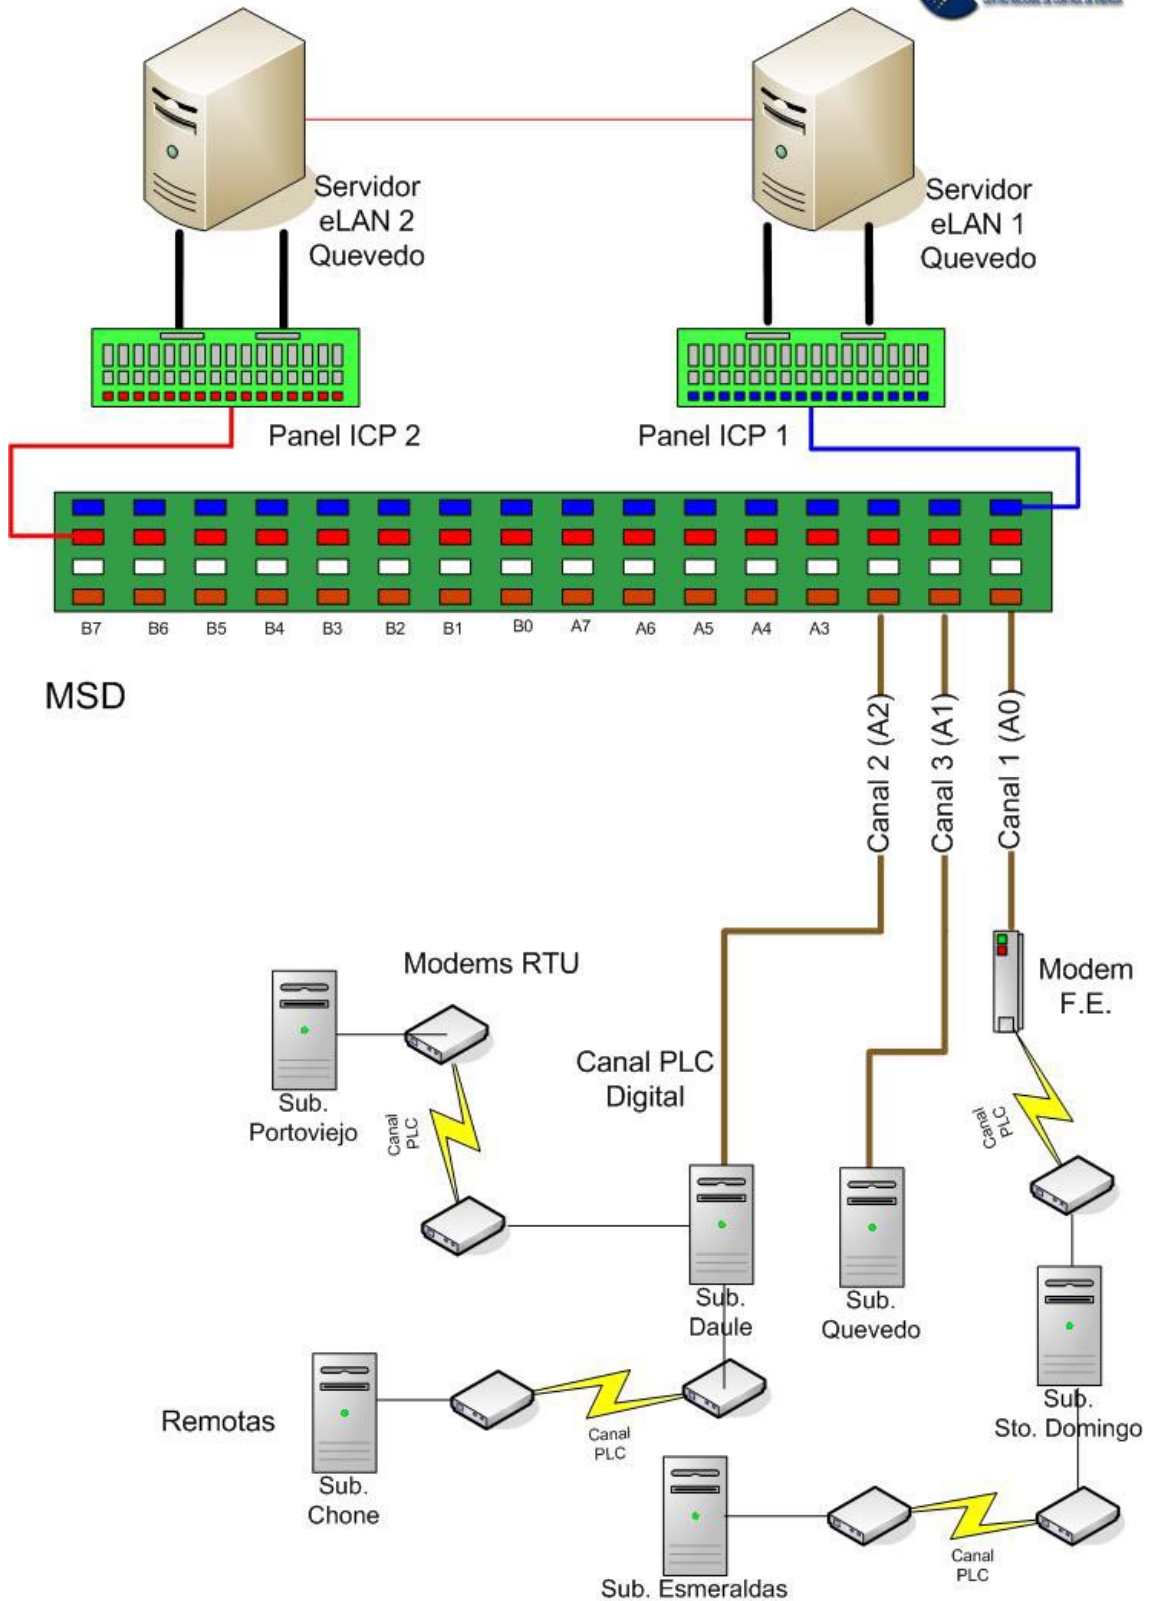 Servidor
eLAN 2
Quevedo
Servidor
eLAN 1
Quevedo
Panel ICP 2
Panel ICP 1
B7
B6
B5
B4
B3
B2
B1
B0
A7
A6
A5
A4
A3
MSD
Canal 2 (A2)
Canal 3 (A1)
Canal 1 (A0)
Modems RTU
Modem
F.E.
Canal PLC
Digital
Sub.
Portoviejo
Canal
PLC
Canal
PLC
Sub.
Daule
Sub.
Quevedo
Sub.
Sto. Domingo
Remotas
Canal
PLC
Sub.
Chone
Canal
PLC
Sub. Esmeraldas